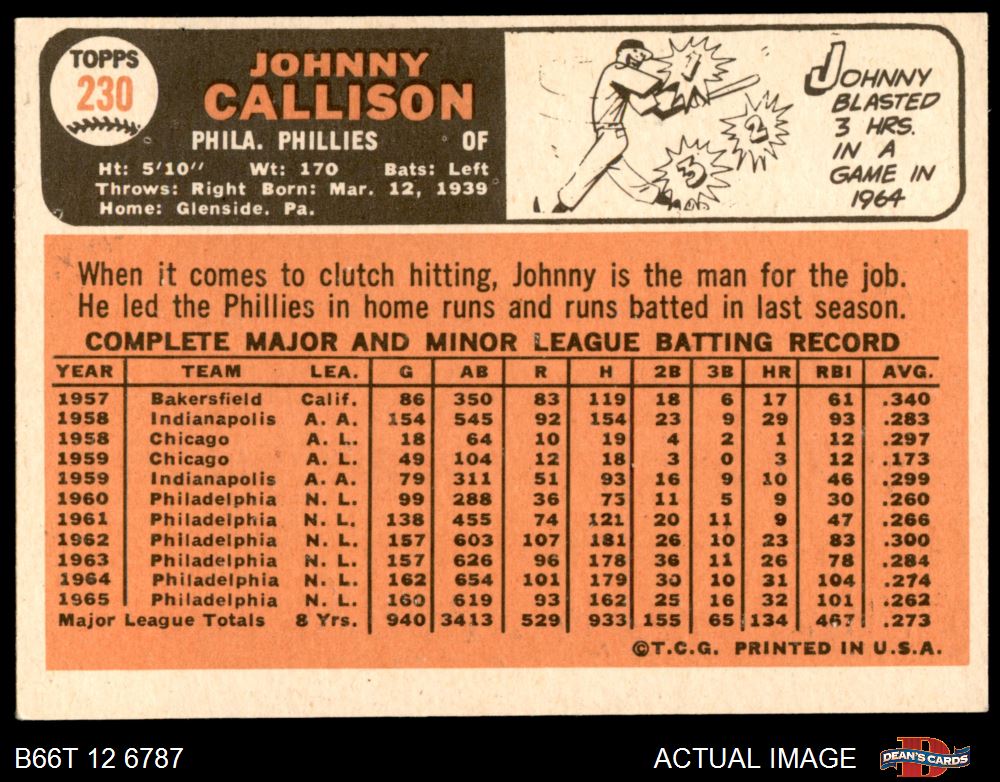 TOPPS
230
JOHNNY
CALLISON
PHILA. PHILLIES OF
Ht: 5'10" Wt: 170 Bats: Left
Throws: Right Born: Mar. 12, 1939
Home: Glenside. Pa.
1
2
3
JOHNNY
BLASTED
3 HRS.
IN A
GAME IN
1964
When it comes to clutch hitting, Johnny is the man for the job.
He led the Phillies in home runs and runs batted in last season.
COMPLETE MAJOR AND MINOR LEAGUE BATTING RECORD
YEAR TEAM LEA. G AB R H 2B 3B HR RBI AVG.
1957 Bakersfield Calif. 86 350 83 119 18 6 17 61 .340
1958 Indianapolis A. A. 154 545 92 154 23 9 29 93 .283
1958 Chicago A. L. 18 64 10 19 4 2 1 12 .297
1959 Chicago A. L. 49 104 12 18 3 0 3 12 .173
1959 Indianapolis A. A. 79 311 51 93 16 9 10 46 .299
1960 Philadelphia N. L. 99 288 36 75 11 5 9 30 .260
1961 Philadelphia N. L. 138 455 74 121 20 11 9 47 .266
1962 Philadelphia N. L. 157 603 107 181 26 10 23 83 .300
1963 Philadelphia N. L. 157 626 96 178 36 11 26 78 .284
1964 Philadelphia N. L. 162 654 101 179 30 10 31 104 .274
1965 Philadelphia N. L. 160 619 93 162 25 16 32 101 .262
Major League Totals 8 Yrs. 940 3413 529 933 155 65 134 467 .273
©T.C.G. PRINTED IN U.S.A.
B66T 12 6787 ACTUAL IMAGE DEAN'S CARDS